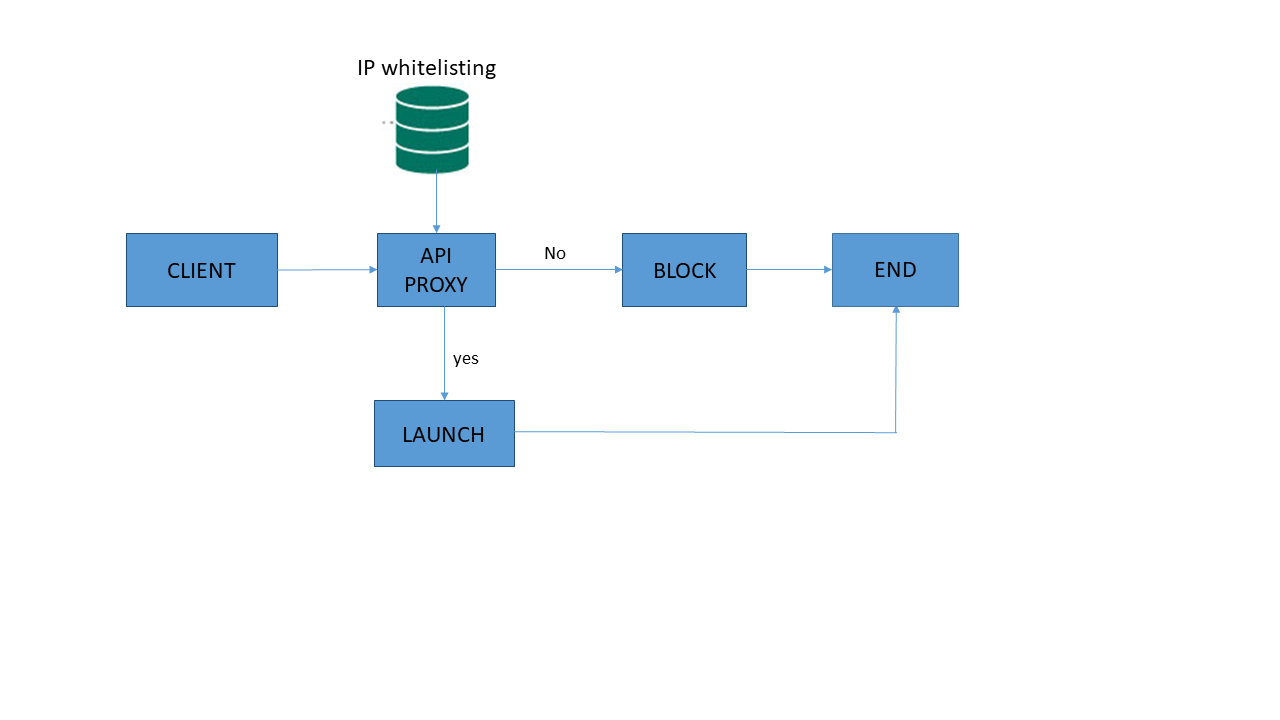 IP whitelisting
CLIENT
API
PROXY
No
BLOCK
END
yes
LAUNCH